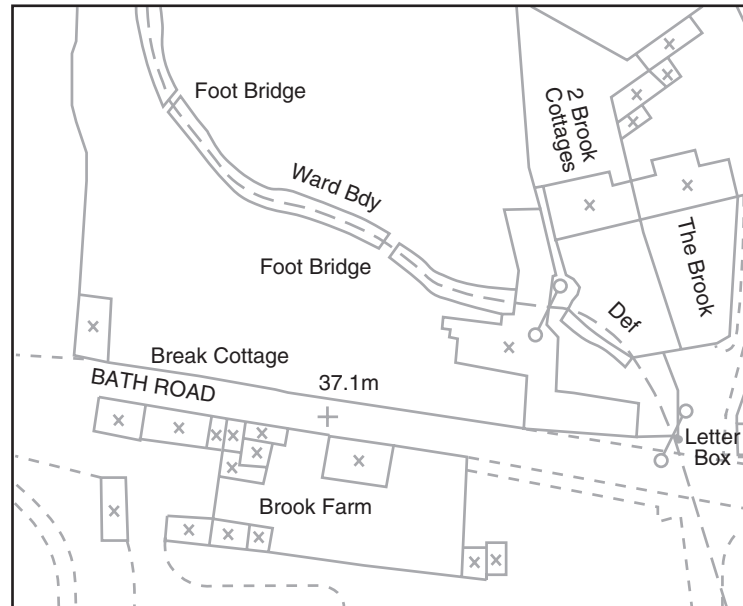 Foot Bridge
2 Brook
Cottages
Ward Bdy
The Brook
Foot Bridge
Def
Break Cottage
37.1m
BATH ROAD
Letter
Box
Brook Farm